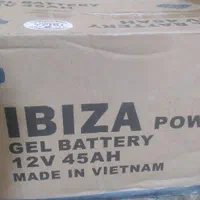 IBIZA POW
GEL BATTERY
12V 45AH
MADE IN VIETNAM